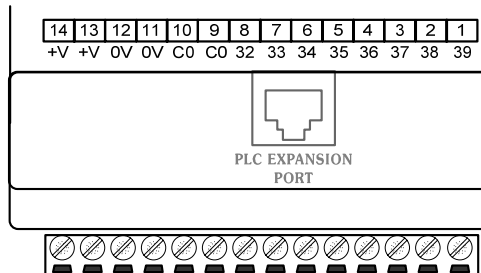 14 13 12 11 10 9 8 7 6 5 4 3 2 1
+V +V 0V 0V C0 C0 32 33 34 35 36 37 38 39
PLC EXPANSION
PORT